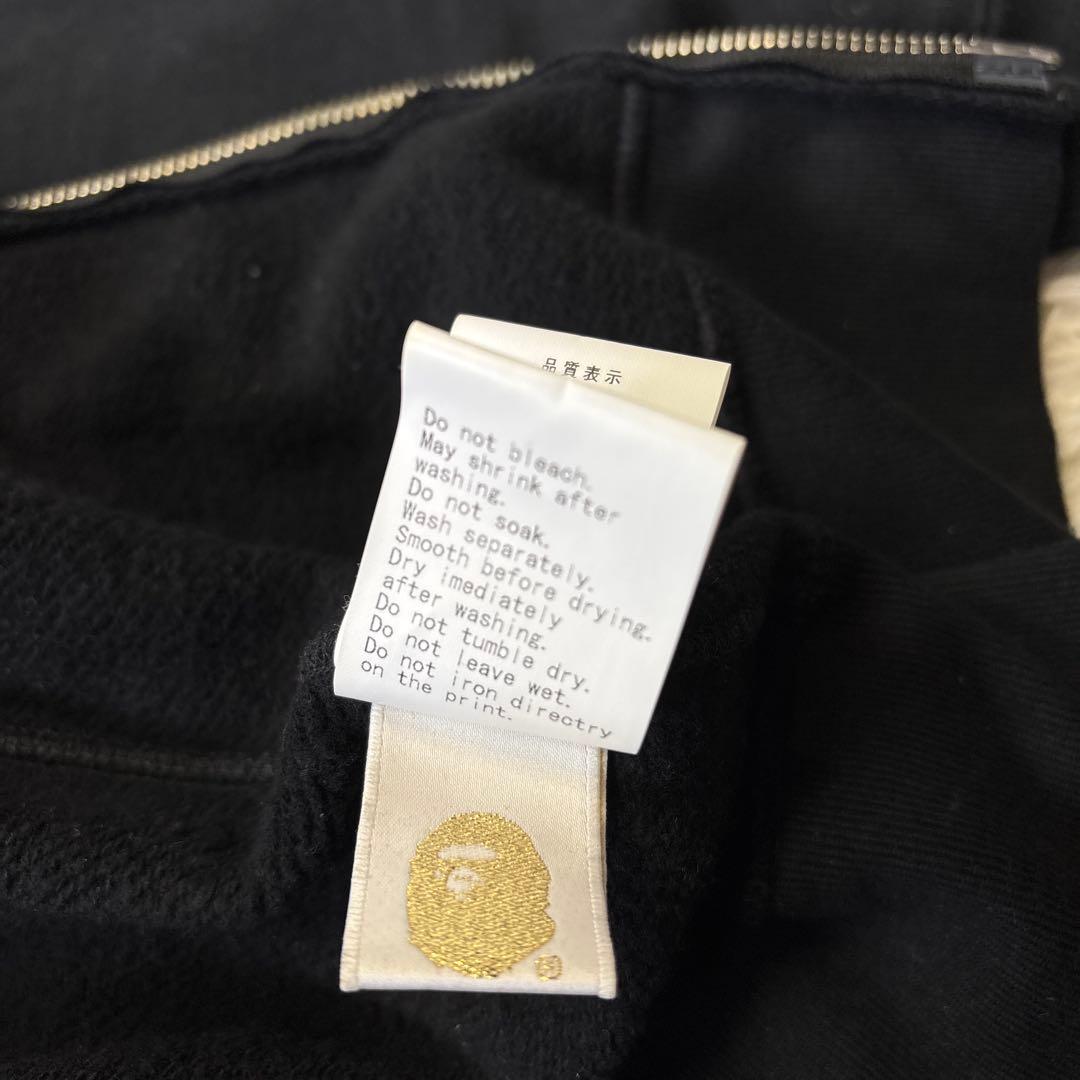 品質表示
Do not bleach.
May shrink after
washing.
Do not soak.
Wash separately.
Smooth before drying.
Dry imediately
after washing.
Do not tumble dry.
Do not leave wet.
Do not iron directry
on the print.
®